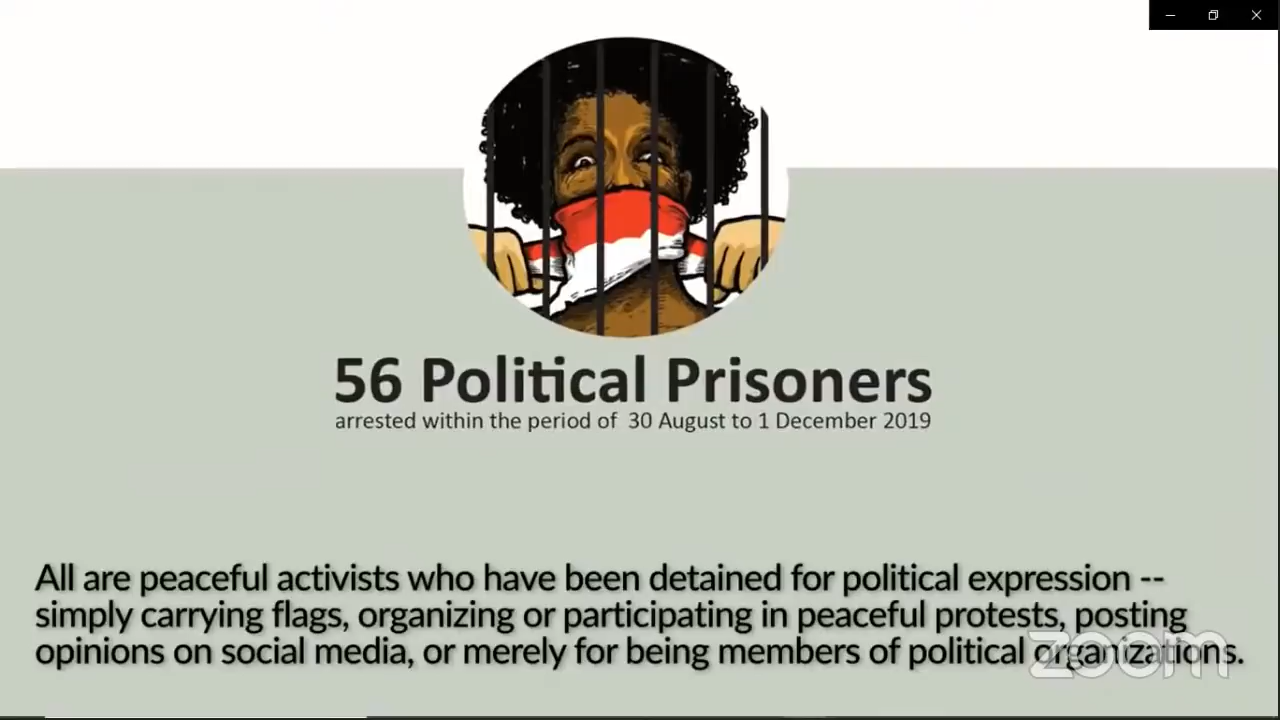 56 Political Prisoners
arrested within the period of 30 August to 1 December 2019
All are peaceful activists who have been detained for political expression --
simply carrying flags, organizing or participating in peaceful protests, posting
opinions on social media, or merely for being members of political organizations.
zoom